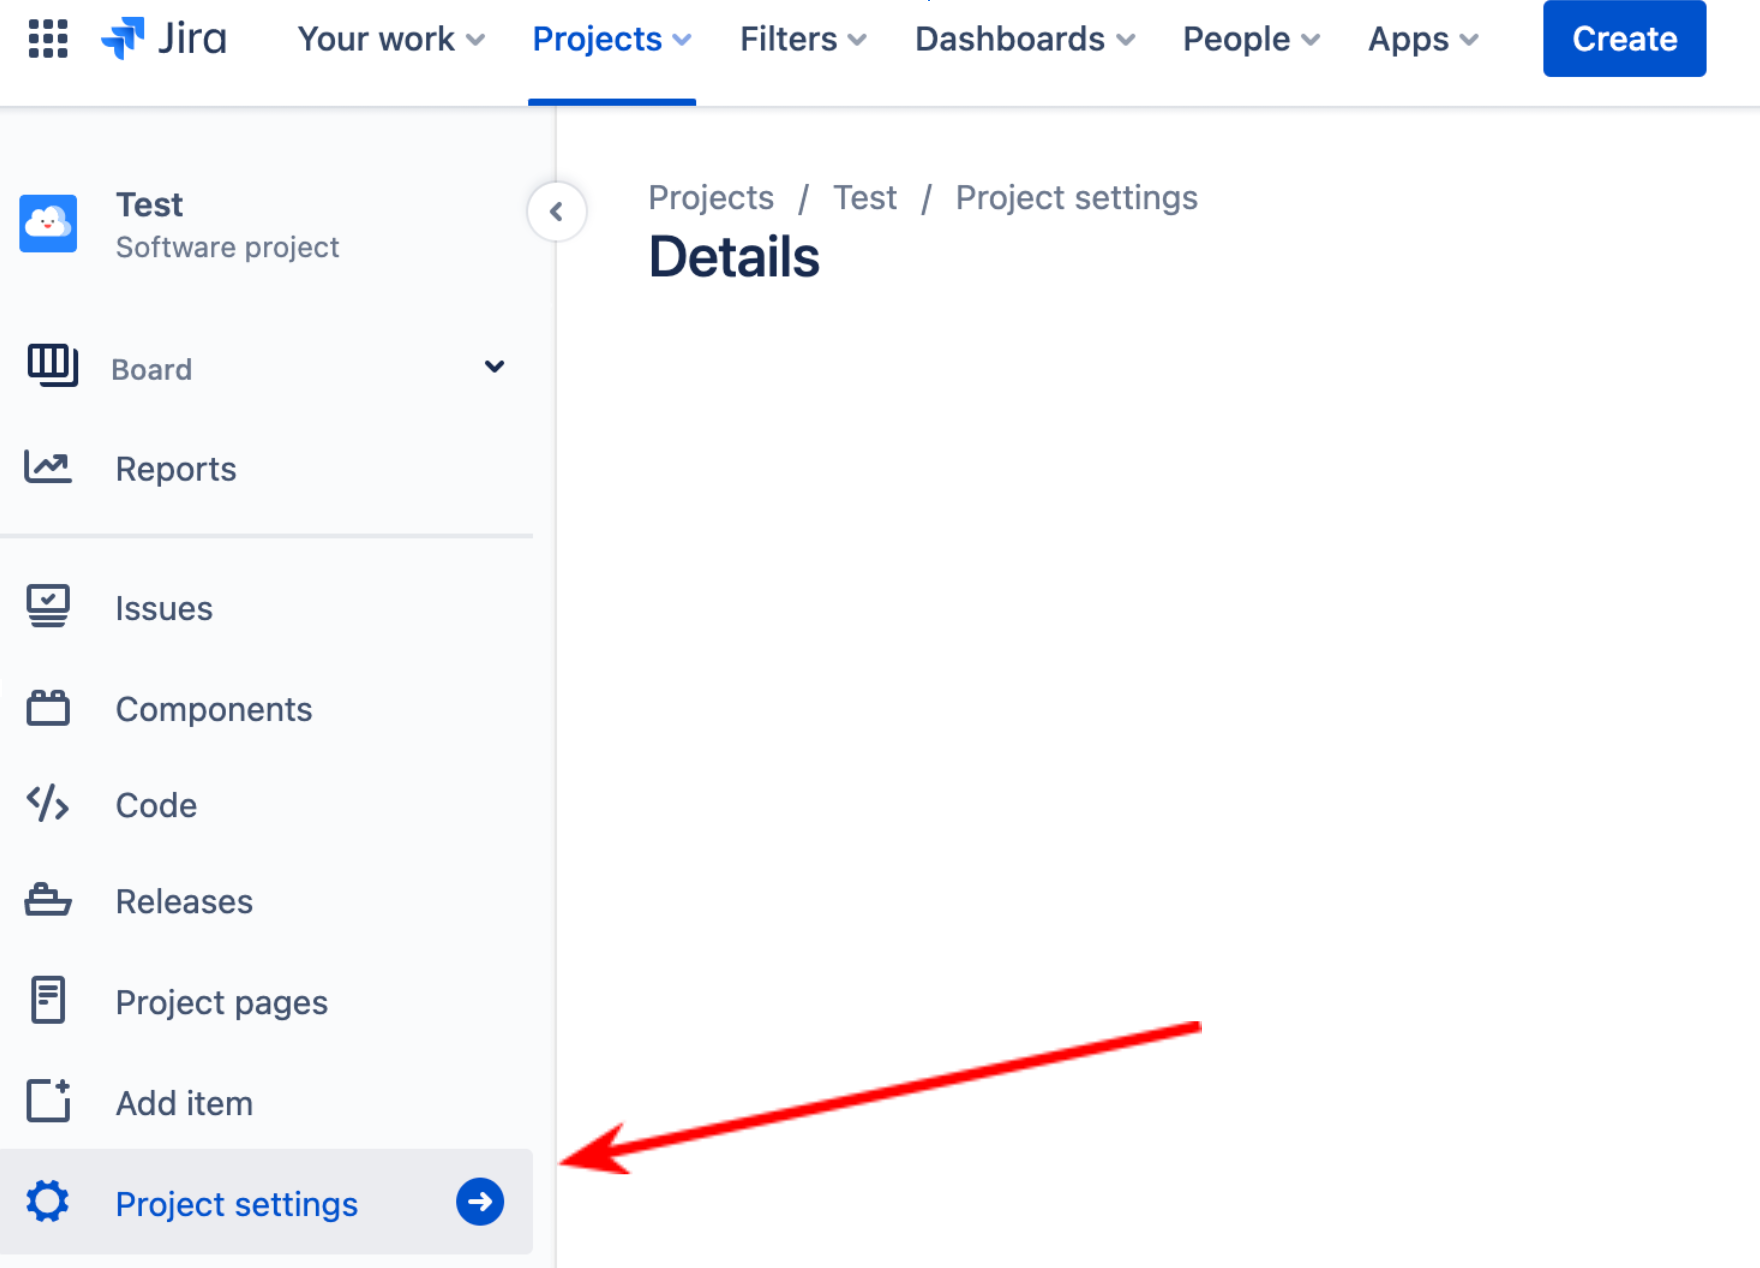 Jira Your work Projects Filters Dashboards People Apps Create
Test
Software project
Board
Reports
Issues
Components
Code
Releases
Project pages
Add item
Project settings
Projects / Test / Project settings
Details